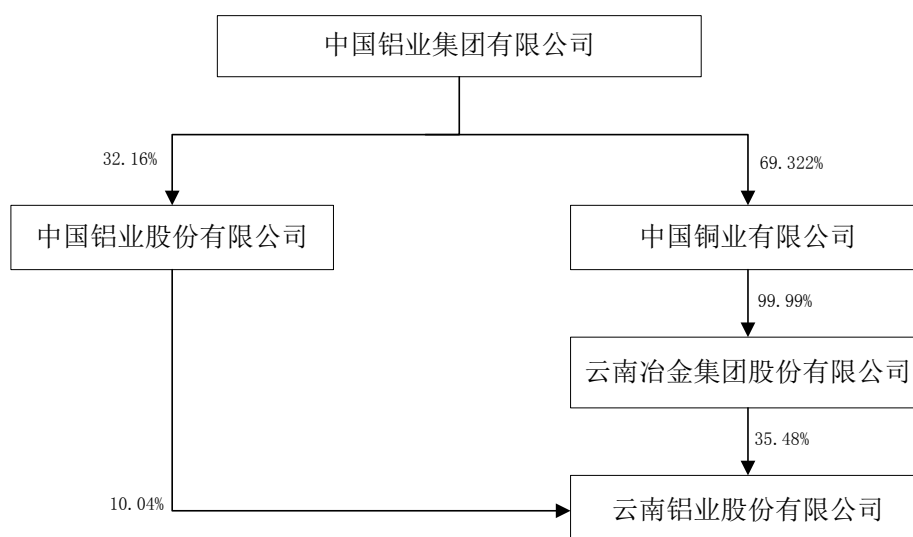 中国铝业集团有限公司
32.16%
69.322%
中国铝业股份有限公司
中国铜业有限公司
99.99%
云南冶金集团股份有限公司
35.48%
10.04%
云南铝业股份有限公司